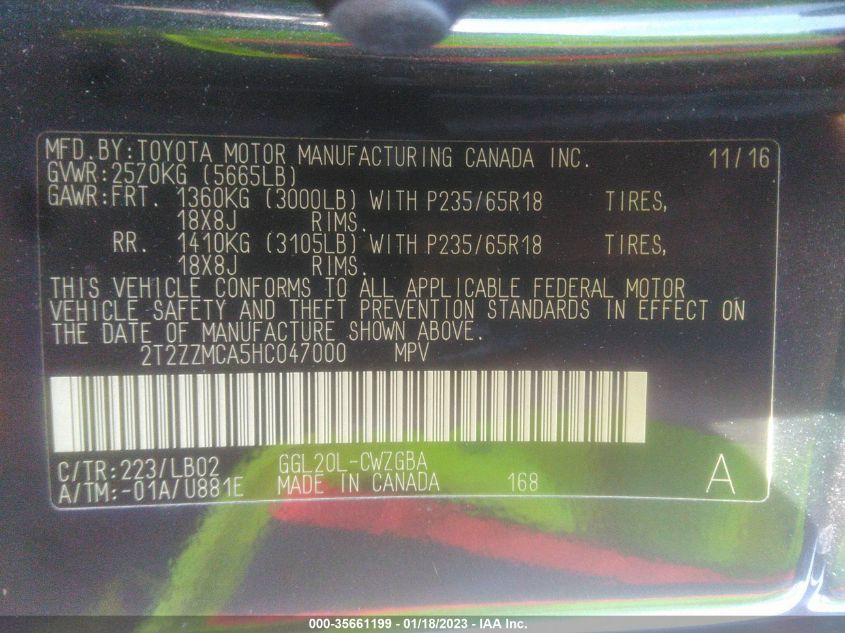 MFD.BY:TOYOTA MOTOR MANUFACTURING CANADA INC. 11/16
GVWR:2570KG (5665LB)
GAWR:FRT. 1360KG (3000LB) WITH P235/65R18 TIRES,
18X8J RIMS.
RR. 1410KG (3105LB) WITH P235/65R18 TIRES,
18X8J RIMS.
THIS VEHICLE CONFORMS TO ALL APPLICABLE FEDERAL MOTOR
VEHICLE SAFETY AND THEFT PREVENTION STANDARDS IN EFFECT ON
THE DATE OF MANUFACTURE SHOWN ABOVE.
2T2ZZMCA5HC047000 MPV
C/TR:223/LB02 GGL20L-CWZGBA
A/TM:-01A/U881E MADE IN CANADA 168 A
000-35661199 - 01/18/2023 - IAA Inc.